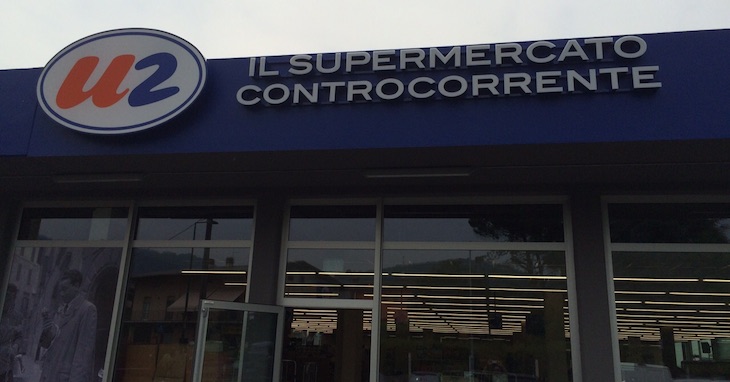 U2
IL SUPERMERCATO
CONTROCORRENTE